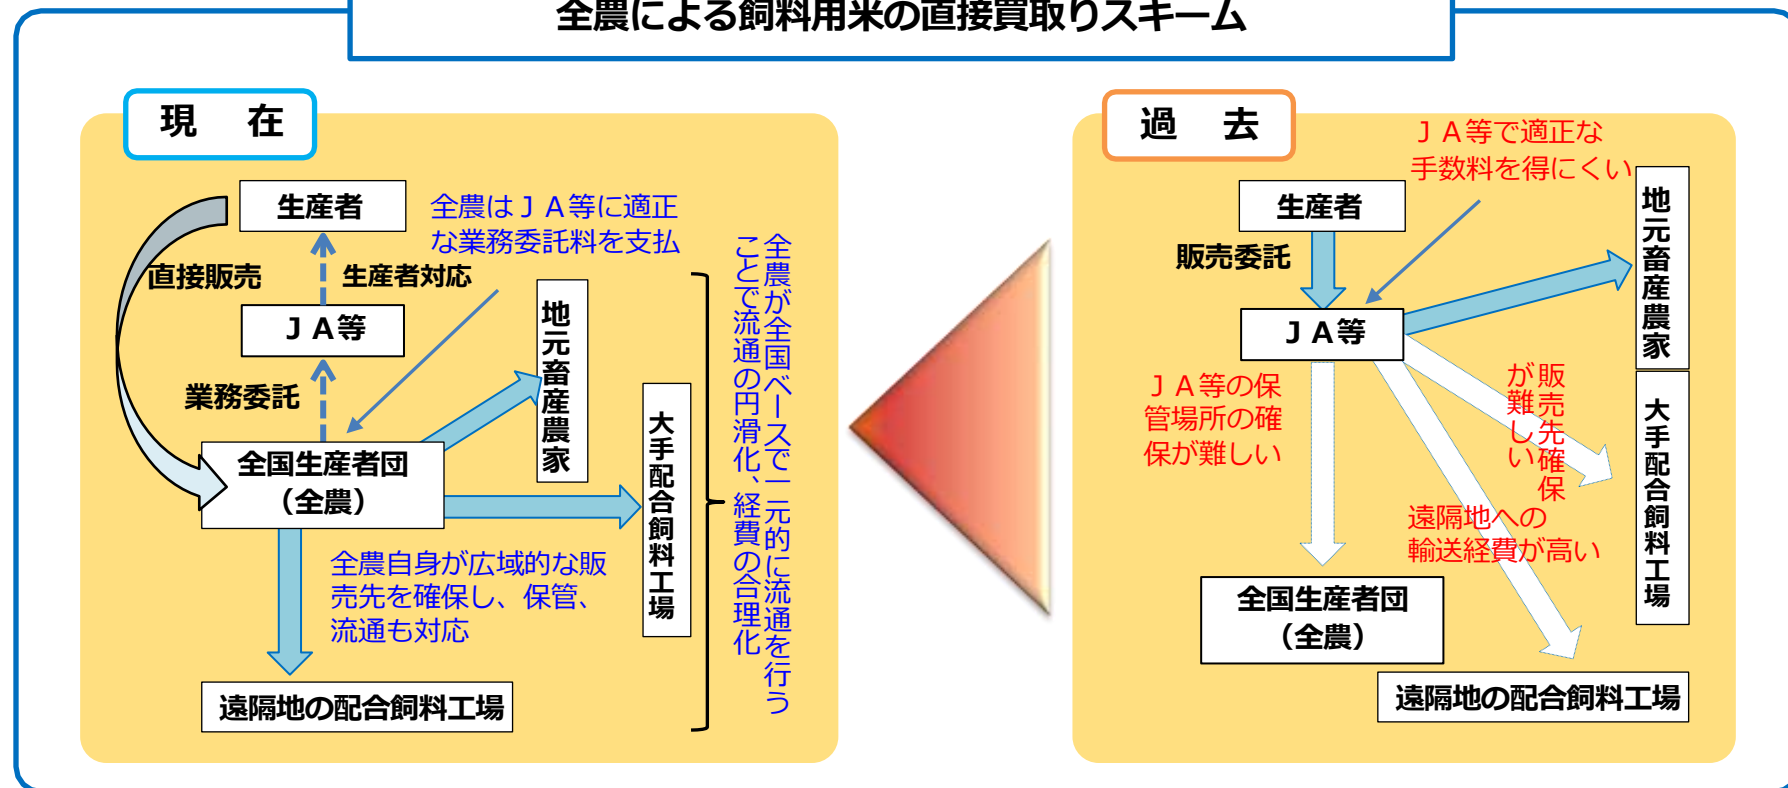 全農による飼料用米の直接買取りスキーム
現 在
生産者
全農はＪＡ等に適正
な業務委託料を支払
直接販売
生産者対応
ＪＡ等
業務委託
全国生産者団
（全農）
地元畜産農家
大手配合飼料工場
全農が全国ベースで一元的に流通を行う
ことで流通の円滑化、経費の合理化
全農自身が広域的な販
売先を確保し、保管、
流通も対応
遠隔地の配合飼料工場
過 去
ＪＡ等で適正な
手数料を得にくい
生産者
販売委託
ＪＡ等
地元畜産農家
ＪＡ等の保
管場所の確
保が難しい
販売先確保
が難しい
大手配合飼料工場
遠隔地への
輸送経費が高い
全国生産者団
（全農）
遠隔地の配合飼料工場